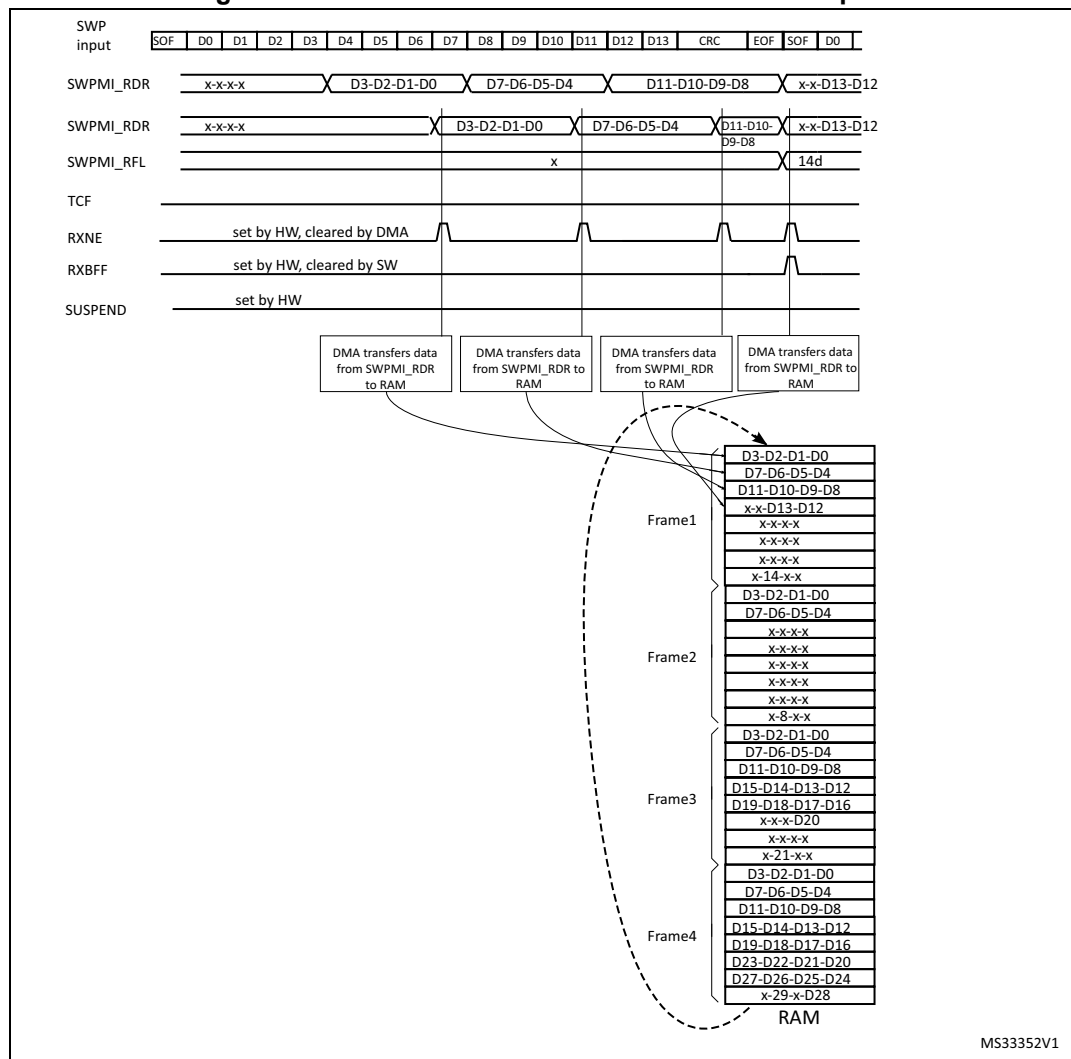 SWP
input
SOF D0 D1 D2 D3 D4 D5 D6 D7 D8 D9 D10 D11 D12 D13 CRC EOF SOF D0
SWPMI_RDR x-x-x-x D3-D2-D1-D0 D7-D6-D5-D4 D11-D10-D9-D8 x-x-D13-D12
SWPMI_RDR x-x-x-x D3-D2-D1-D0 D7-D6-D5-D4 D11-D10- x-x-D13-D12
D9-D8
SWPMI_RFL x 14d
TCF
RXNE set by HW, cleared by DMA
RXBFF set by HW, cleared by SW
SUSPEND set by HW
DMA transfers data
from SWPMI_RDR
to RAM
DMA transfers data
from SWPMI_RDR to
RAM
DMA transfers data
from SWPMI_RDR
to RAM
DMA transfers data
from SWPMI_RDR to
RAM
Frame1
D3-D2-D1-D0
D7-D6-D5-D4
D11-D10-D9-D8
x-x-D13-D12
x-x-x-x
x-x-x-x
x-x-x-x
x-14-x-x
Frame2
D3-D2-D1-D0
D7-D6-D5-D4
x-x-x-x
x-x-x-x
x-x-x-x
x-x-x-x
x-x-x-x
x-8-x-x
Frame3
D3-D2-D1-D0
D7-D6-D5-D4
D11-D10-D9-D8
D15-D14-D13-D12
D19-D18-D17-D16
x-x-x-D20
x-x-x-x
x-21-x-x
Frame4
D3-D2-D1-D0
D7-D6-D5-D4
D11-D10-D9-D8
D15-D14-D13-D12
D19-D18-D17-D16
D23-D22-D21-D20
D27-D26-D25-D24
x-29-x-D28
RAM
MS33352V1